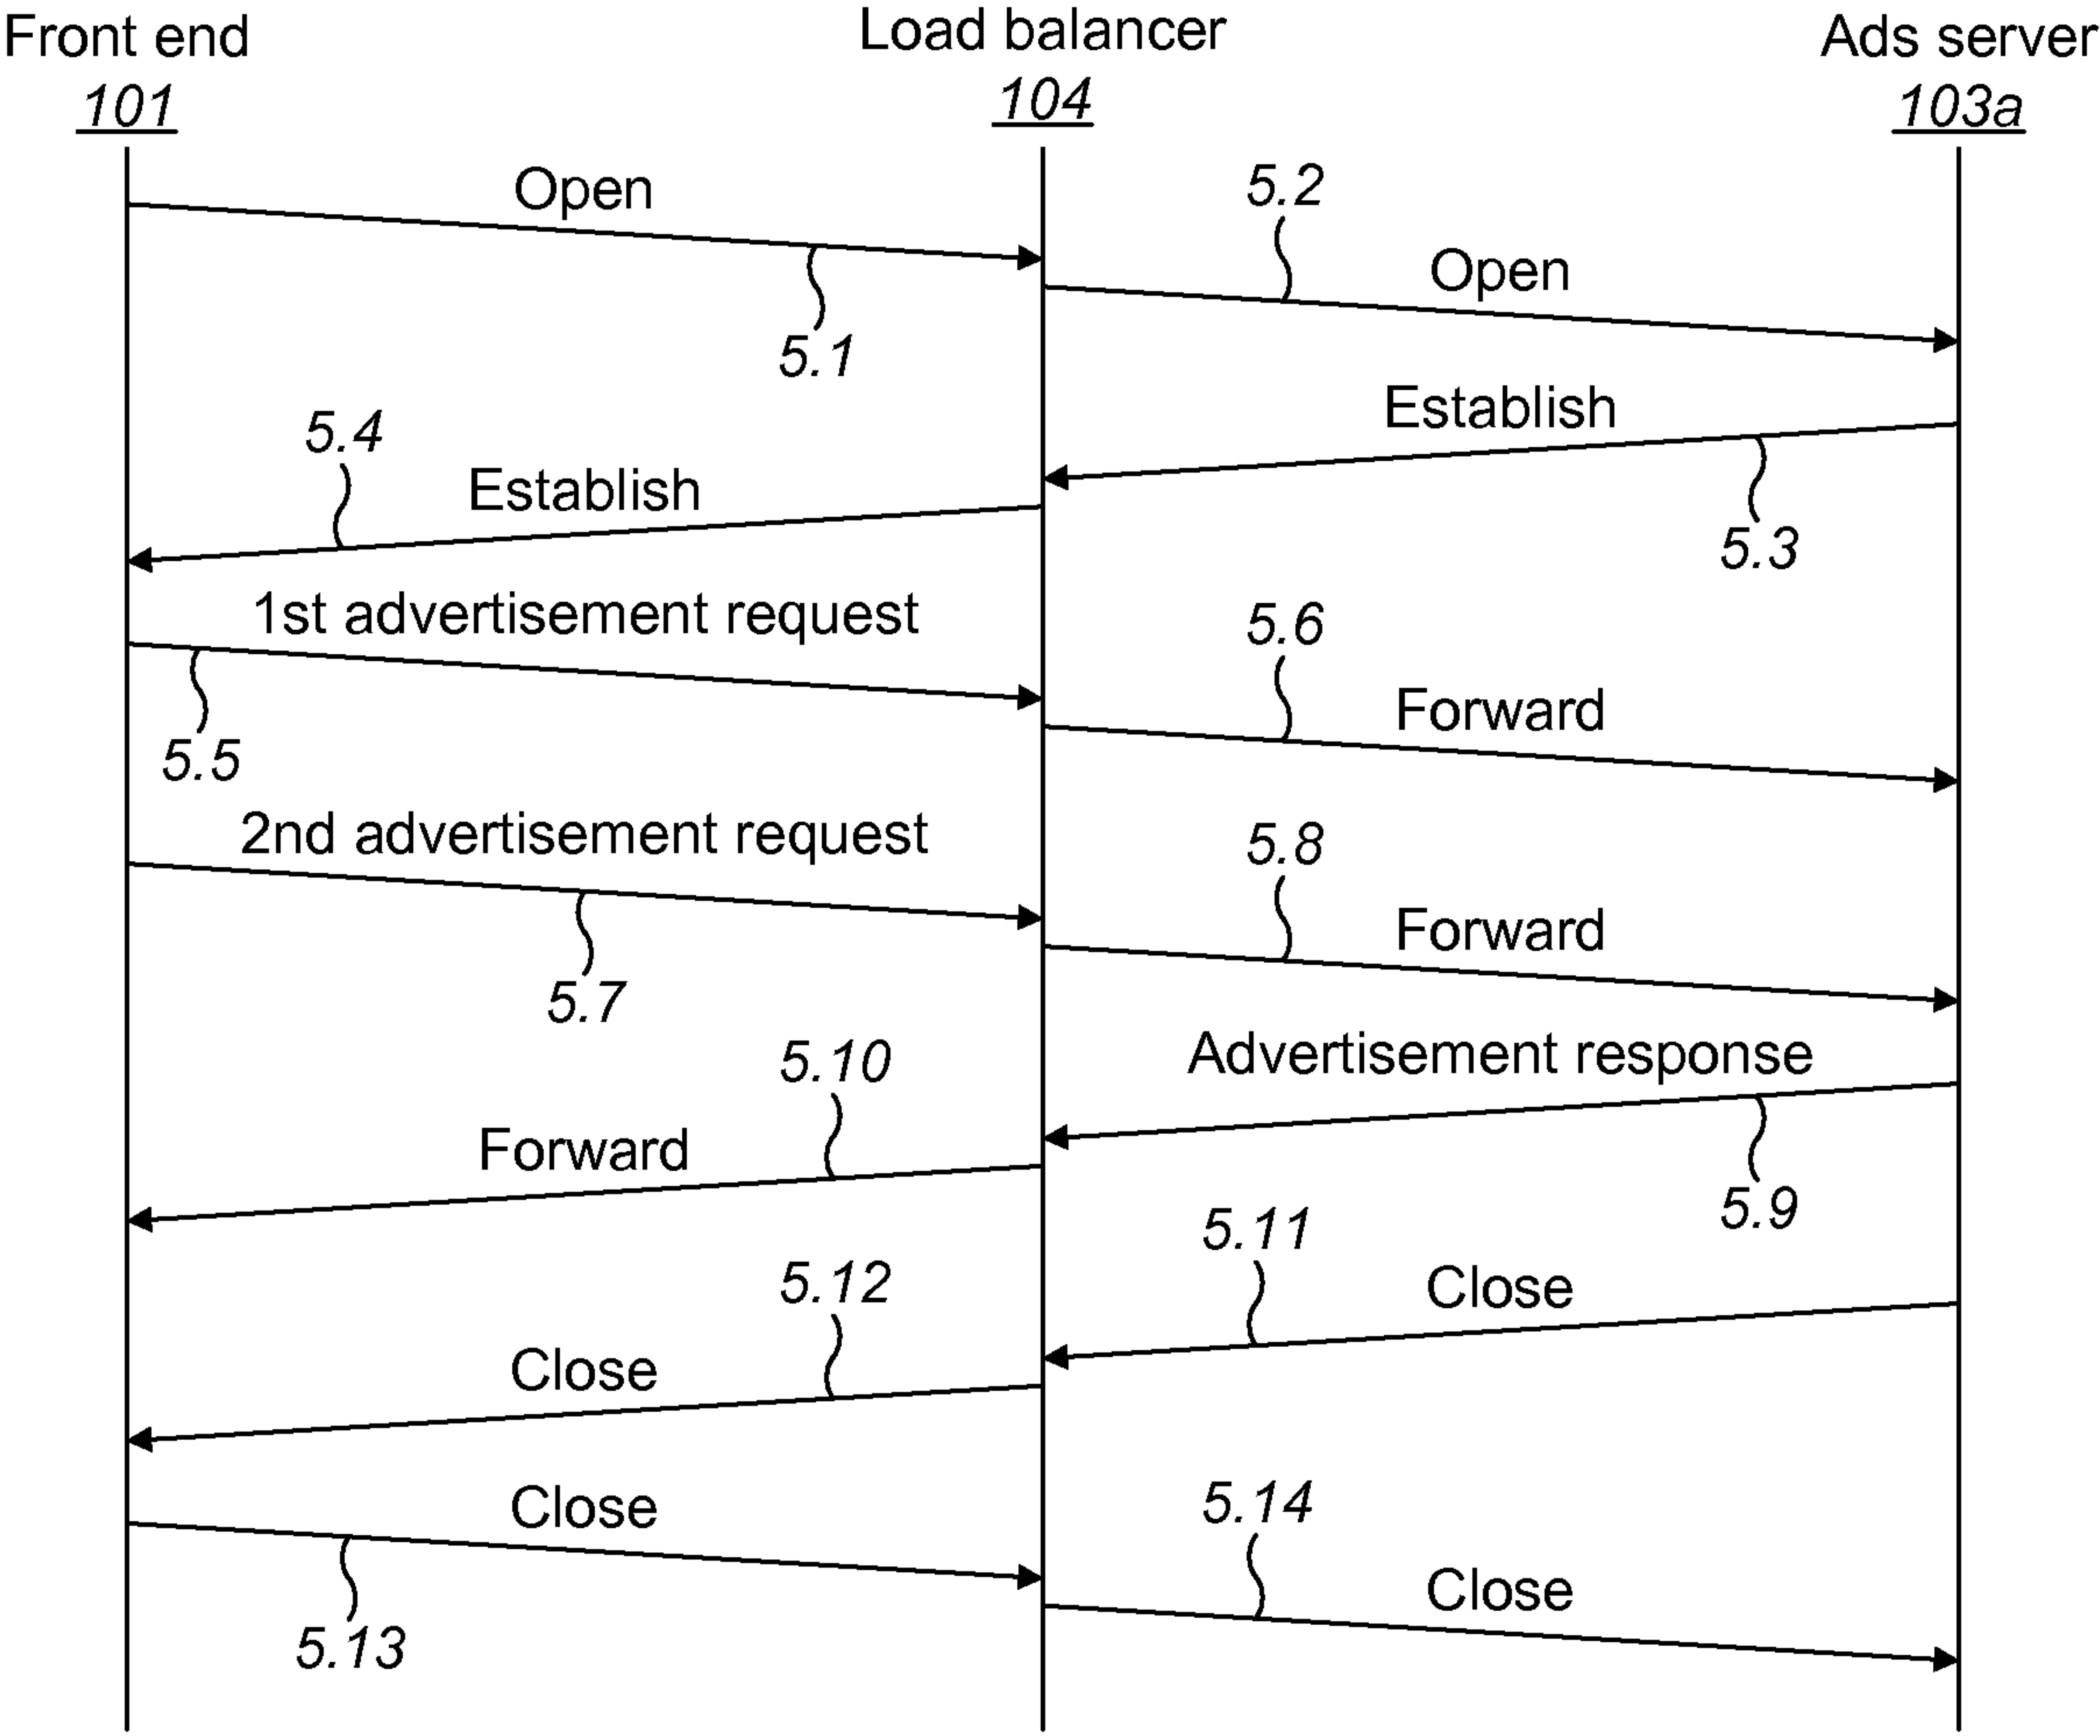 Front end
101
Load balancer
104
Ads server
103a
Open
5.1
5.2
Open
Establish
5.3
5.4
Establish
1st advertisement request
5.5
5.6
Forward
2nd advertisement request
5.7
5.8
Forward
Advertisement response
5.9
5.10
Forward
5.11
Close
5.12
Close
Close
5.13
5.14
Close